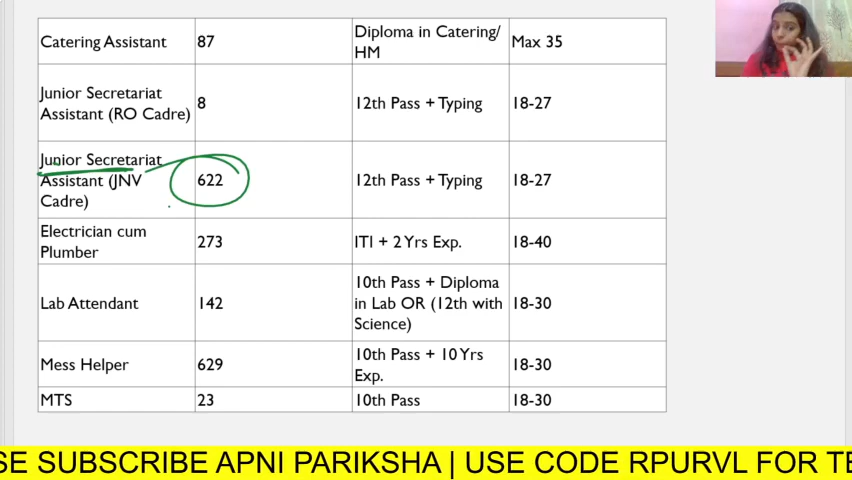 Catering Assistant 87 Diploma in Catering/ HM Max 35
Junior Secretariat
Assistant (RO Cadre) 8 12th Pass + Typing 18-27
Junior Secretariat
Assistant (JNV
Cadre) 622 12th Pass + Typing 18-27
Electrician cum
Plumber 273 ITI + 2 Yrs Exp. 18-40
Lab Attendant 142 10th Pass + Diploma
in Lab OR (12th with
Science) 18-30
Mess Helper 629 10th Pass + 10 Yrs
Exp. 18-30
MTS 23 10th Pass 18-30
SE SUBSCRIBE APNI PARIKSHA | USE CODE RPURVL FOR TE